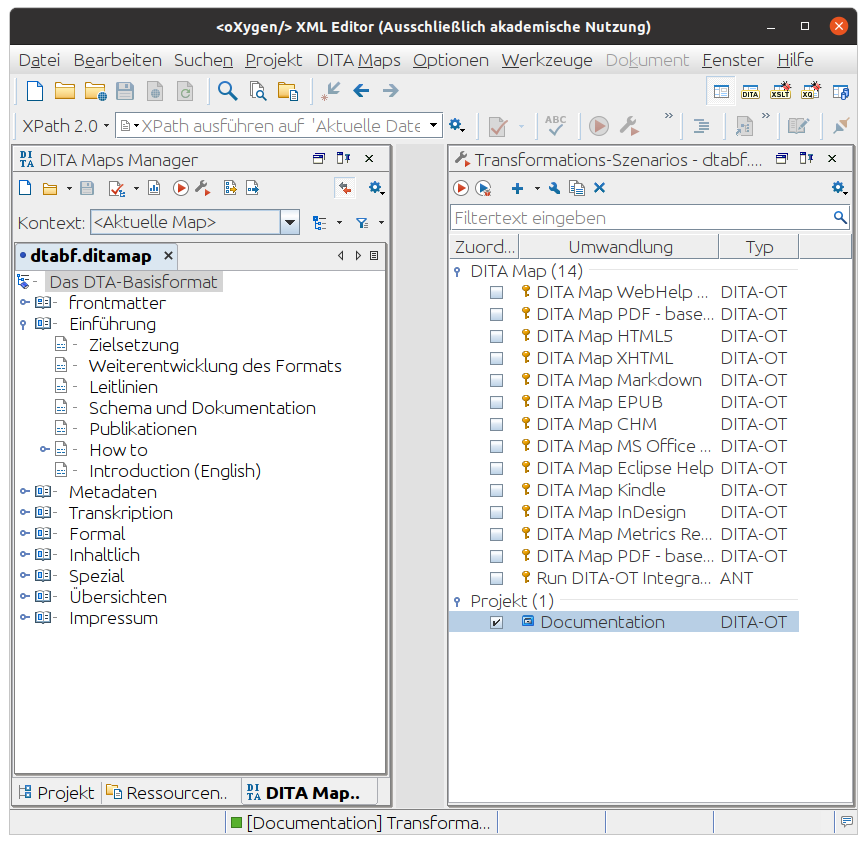 <oXygen/> XML Editor (Ausschließlich akademische Nutzung)
Datei Bearbeiten Suchen Projekt DITA Maps Optionen Werkzeuge Dokument Fenster Hilfe
DITA XSLT XQ
XPath 2.0 XPath ausführen auf 'Aktuelle Date
ABC
DITA Maps Manager
Kontext: <Aktuelle Map>
dtabf.ditamap
Das DTA-Basisformat
frontmatter
Einführung
Zielsetzung
Weiterentwicklung des Formats
Leitlinien
Schema und Dokumentation
Publikationen
How to
Introduction (English)
Metadaten
Transkription
Formal
Inhaltlich
Spezial
Übersichten
Impressum
Projekt Ressourcen.. DITA Map..
Transformations-Szenarios - dtabf....
Filtertext eingeben
Zuord... Umwandlung Typ
DITA Map (14)
DITA Map WebHelp ... DITA-OT
DITA Map PDF - base... DITA-OT
DITA Map HTML5 DITA-OT
DITA Map XHTML DITA-OT
DITA Map Markdown DITA-OT
DITA Map EPUB DITA-OT
DITA Map CHM DITA-OT
DITA Map MS Office ... DITA-OT
DITA Map Eclipse Help DITA-OT
DITA Map Kindle DITA-OT
DITA Map InDesign DITA-OT
DITA Map Metrics Re... DITA-OT
DITA Map PDF - base... DITA-OT
Run DITA-OT Integra... ANT
Projekt (1)
Documentation DITA-OT
[Documentation] Transforma...